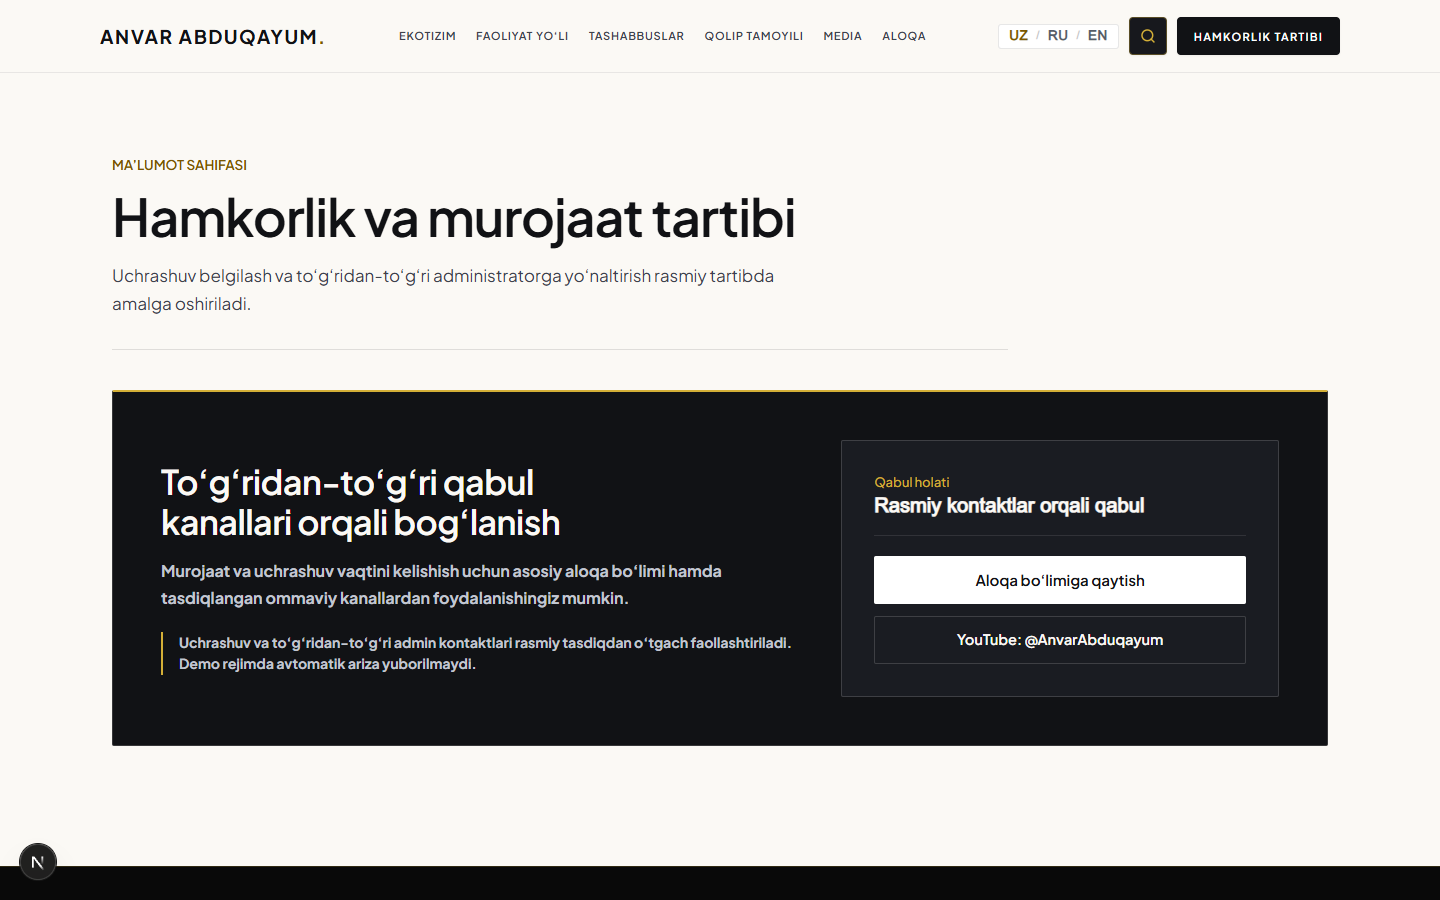 ANVAR ABDUQAYUM.
EKOTIZIM
FAOLIYAT YO‘LI
TASHABBUSLAR
QOLIP TAMOYILI
MEDIA
ALOQA
UZ / RU / EN
HAMKORLIK TARTIBI
MA’LUMOT SAHIFASI
Hamkorlik va murojaat tartibi
Uchrashuv belgilash va to‘g‘ridan-to‘g‘ri administratorga yo‘naltirish rasmiy tartibda
amalga oshiriladi.
To‘g‘ridan-to‘g‘ri qabul
kanallari orqali bog‘lanish
Murojaat va uchrashuv vaqtini kelishish uchun asosiy aloqa bo‘limi hamda
tasdiqlangan ommaviy kanallardan foydalanishingiz mumkin.
Uchrashuv va to‘g‘ridan-to‘g‘ri admin kontaktlari rasmiy tasdiqdan o‘tgach faollashtiriladi.
Demo rejimda avtomatik ariza yuborilmaydi.
Qabul holati
Rasmiy kontaktlar orqali qabul
Aloqa bo‘limiga qaytish
YouTube: @AnvarAbduqayum
N